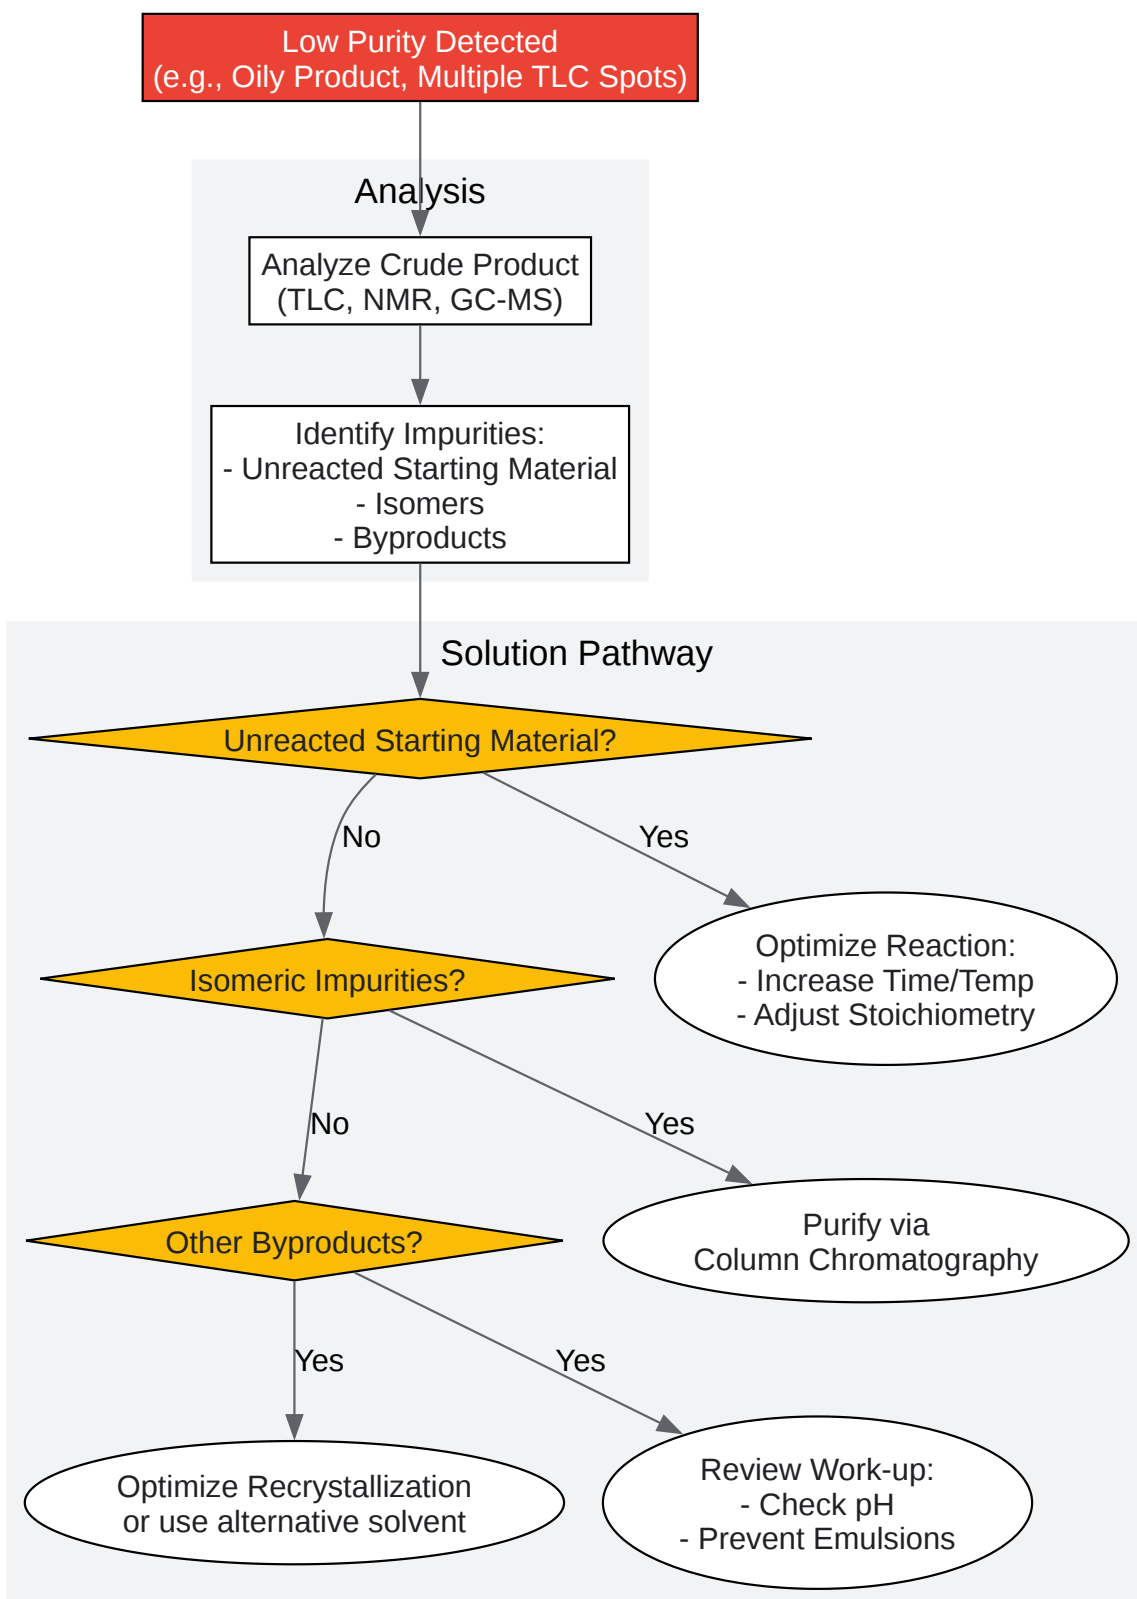 Low Purity Detected
(e.g., Oily Product, Multiple TLC Spots)
Analysis
Analyze Crude Product
(TLC, NMR, GC-MS)
Identify Impurities:
- Unreacted Starting Material
- Isomers
- Byproducts
Solution Pathway
Unreacted Starting Material?
No
Yes
Optimize Reaction:
- Increase Time/Temp
- Adjust Stoichiometry
Isomeric Impurities?
No
Yes
Purify via
Column Chromatography
Other Byproducts?
Yes
Yes
Optimize Recrystallization
or use alternative solvent
Review Work-up:
- Check pH
- Prevent Emulsions